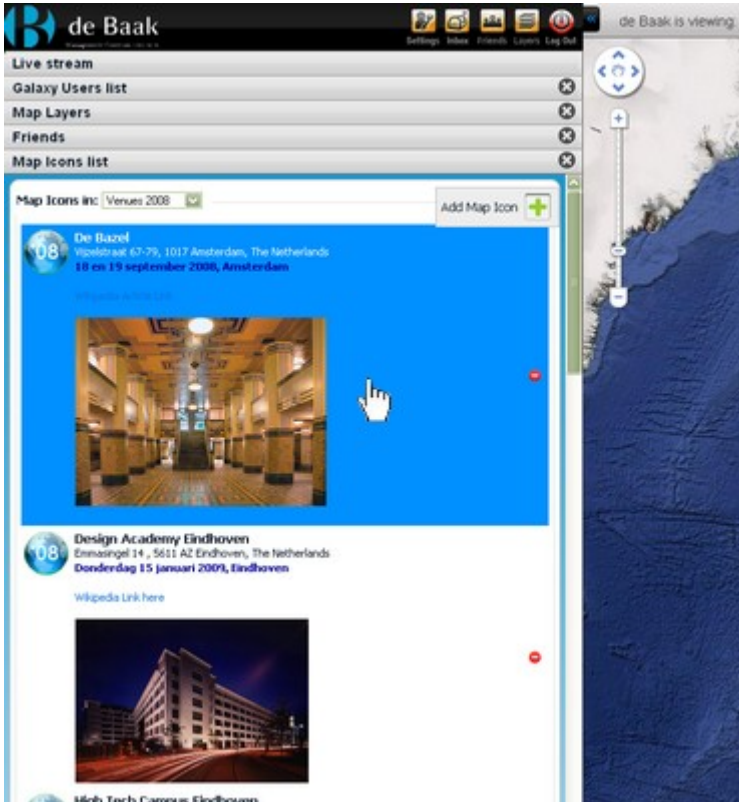 de Baak
Settings Inbox Friends Layers Log Out
de Baak is viewing:
Live stream
Galaxy Users list
Map Layers
Friends
Map Icons list
Map Icons in: Venues 2008
Add Map Icon
08
De Bazel
Vijzelstraat 67-79, 1017 Amsterdam, The Netherlands
18 en 19 september 2008, Amsterdam
Wikipedia Article Link
08
Design Academy Eindhoven
Emmasingel 14 , 5611 AZ Eindhoven, The Netherlands
Donderdag 15 januari 2009, Eindhoven
Wikipedia Link here
High Tech Campus Eindhoven